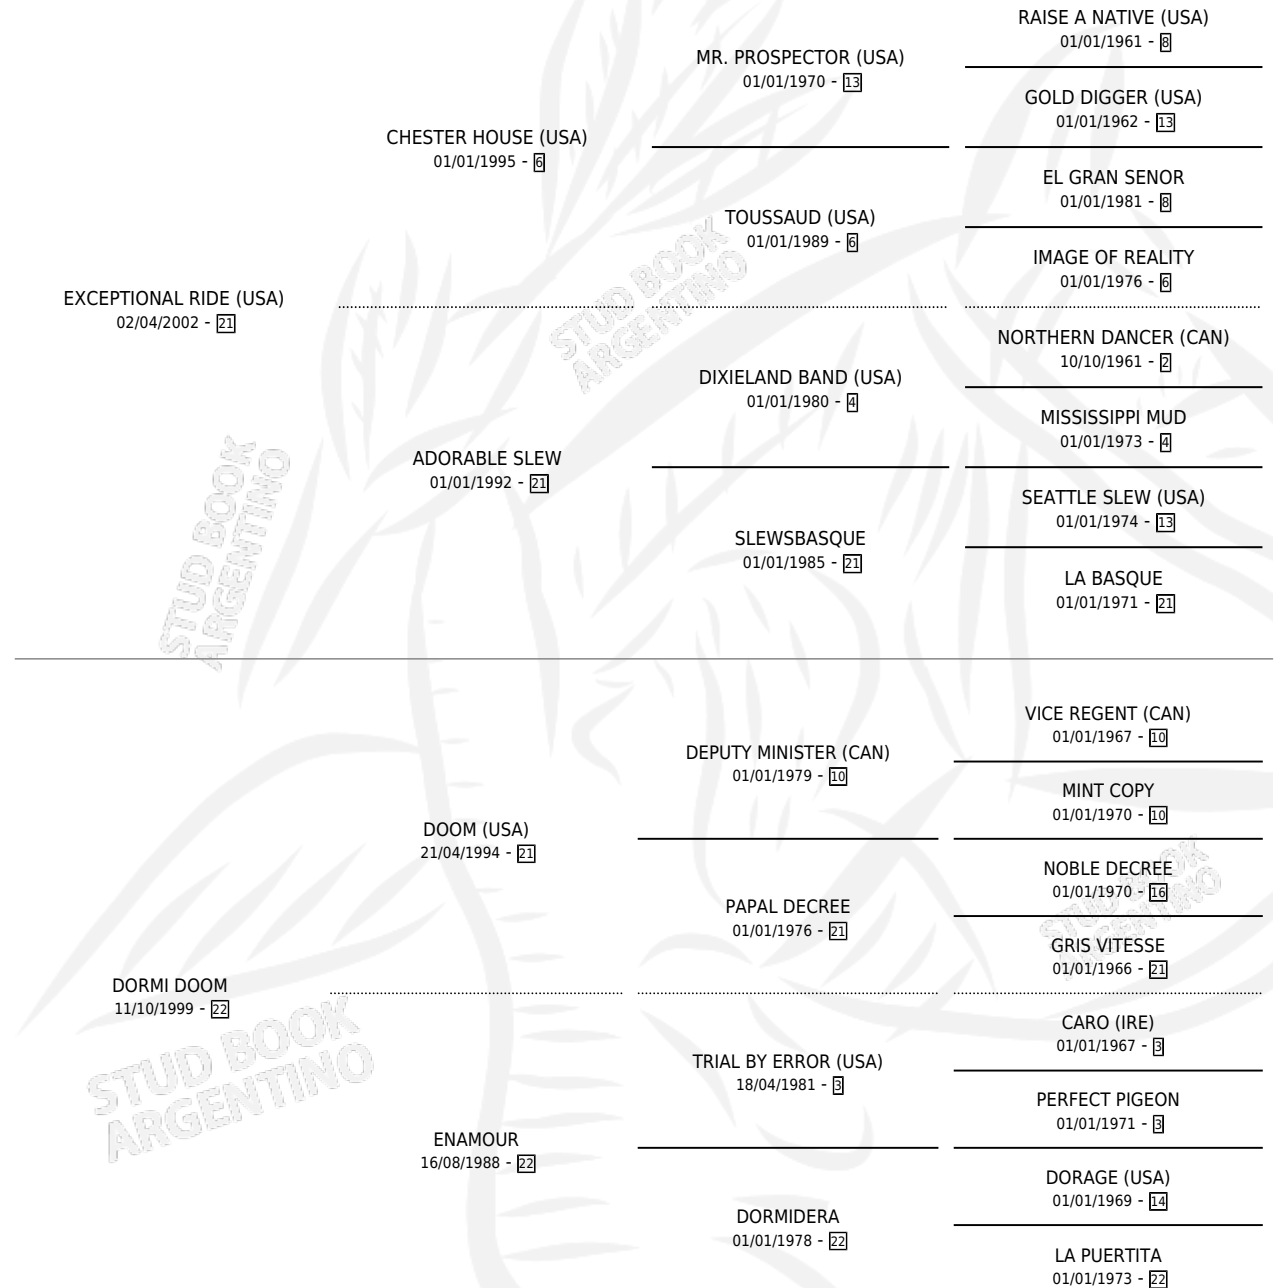 RAISE A NATIVE (USA)
01/01/1961 - 8
MR. PROSPECTOR (USA)
01/01/1970 - 13
GOLD DIGGER (USA)
01/01/1962 - 13
CHESTER HOUSE (USA)
01/01/1995 - 6
EL GRAN SENOR
01/01/1981 - 8
TOUSSAUD (USA)
01/01/1989 - 6
IMAGE OF REALITY
01/01/1976 - 6
EXCEPTIONAL RIDE (USA)
02/04/2002 - 21
NORTHERN DANCER (CAN)
10/10/1961 - 2
DIXIELAND BAND (USA)
01/01/1980 - 4
MISSISSIPPI MUD
01/01/1973 - 4
ADORABLE SLEW
01/01/1992 - 21
SEATTLE SLEW (USA)
01/01/1974 - 13
SLEWSBASQUE
01/01/1985 - 21
LA BASQUE
01/01/1971 - 21
VICE REGENT (CAN)
01/01/1967 - 10
DEPUTY MINISTER (CAN)
01/01/1979 - 10
MINT COPY
01/01/1970 - 10
DOOM (USA)
21/04/1994 - 21
NOBLE DECREE
01/01/1970 - 16
PAPAL DECREE
01/01/1976 - 21
GRIS VITESSE
01/01/1966 - 21
DORMI DOOM
11/10/1999 - 22
CARO (IRE)
01/01/1967 - 3
TRIAL BY ERROR (USA)
18/04/1981 - 3
PERFECT PIGEON
01/01/1971 - 3
ENAMOUR
16/08/1988 - 22
DORAGE (USA)
01/01/1969 - 14
DORMIDERA
01/01/1978 - 22
LA PUERTITA
01/01/1973 - 22
STUD BOOK
ARGENTINO
STUD BOOK
ARGENTINO
STUD BOOK
ARGENTINO
STUD BOOK
ARGENTINO